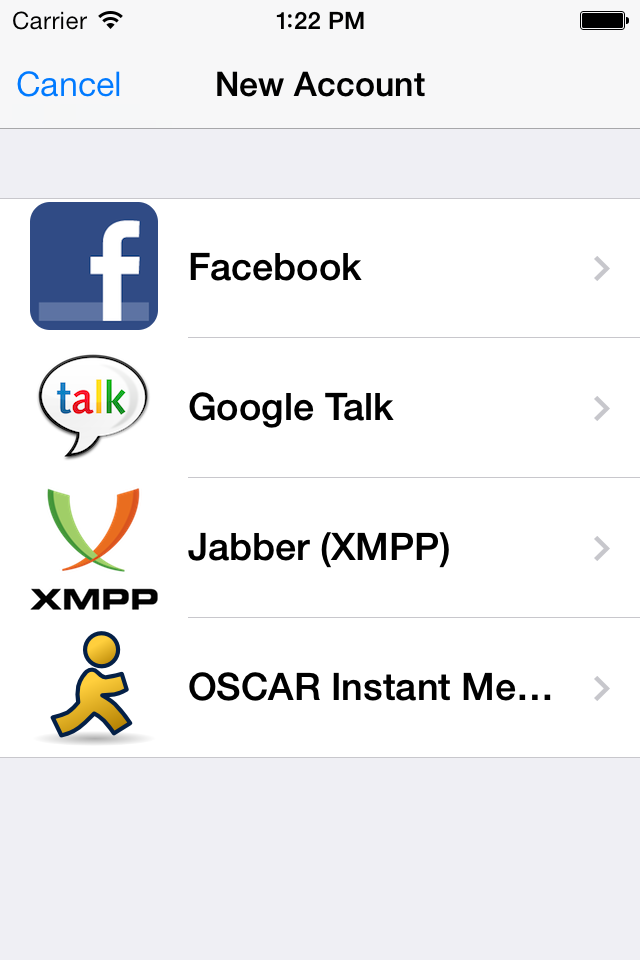 Carrier 1:22 PM
Cancel New Account
f Facebook
talk Google Talk
Jabber (XMPP)
XMPP
OSCAR Instant Me...